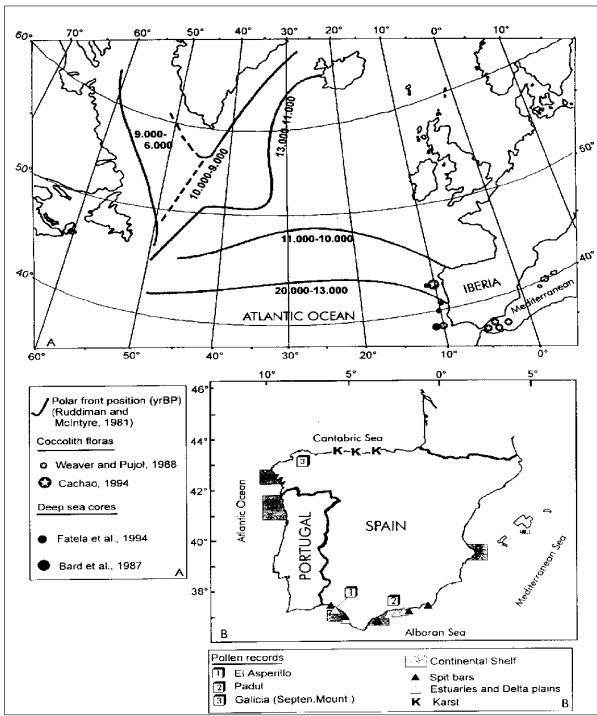 60° 50° 40° 30° 20° 10° 0° 10°
60°
50°
40°
50°
40°
9.000-
6.000
10.000-9.000
13.000-11.000
11.000-10.000
20.000-13.000
ATLANTIC OCEAN
IBERIA
Mediterranean
A
60° 50° 40° 30° 20° 10° 0°
Polar front position (yrBP)
(Ruddiman and
McIntyre, 1981)
Coccolith floras
Weaver and Pujol, 1988
Cachao, 1994
Deep sea cores
Fatela et al., 1994
Bard et al., 1987
A
46°
10° 5° 0° 5°
44°
42°
40°
38°
Cantabric Sea
K K K
3
Atlantic Ocean
PORTUGAL
SPAIN
Mediterranean Sea
1
2
B
Alboran Sea
Pollen records
1 El Asperillo
2 Padul
3 Galicia (Septen.Mount.)
Continental Shelf
Spit bars
Estuaries and Delta plains
K Karst
B